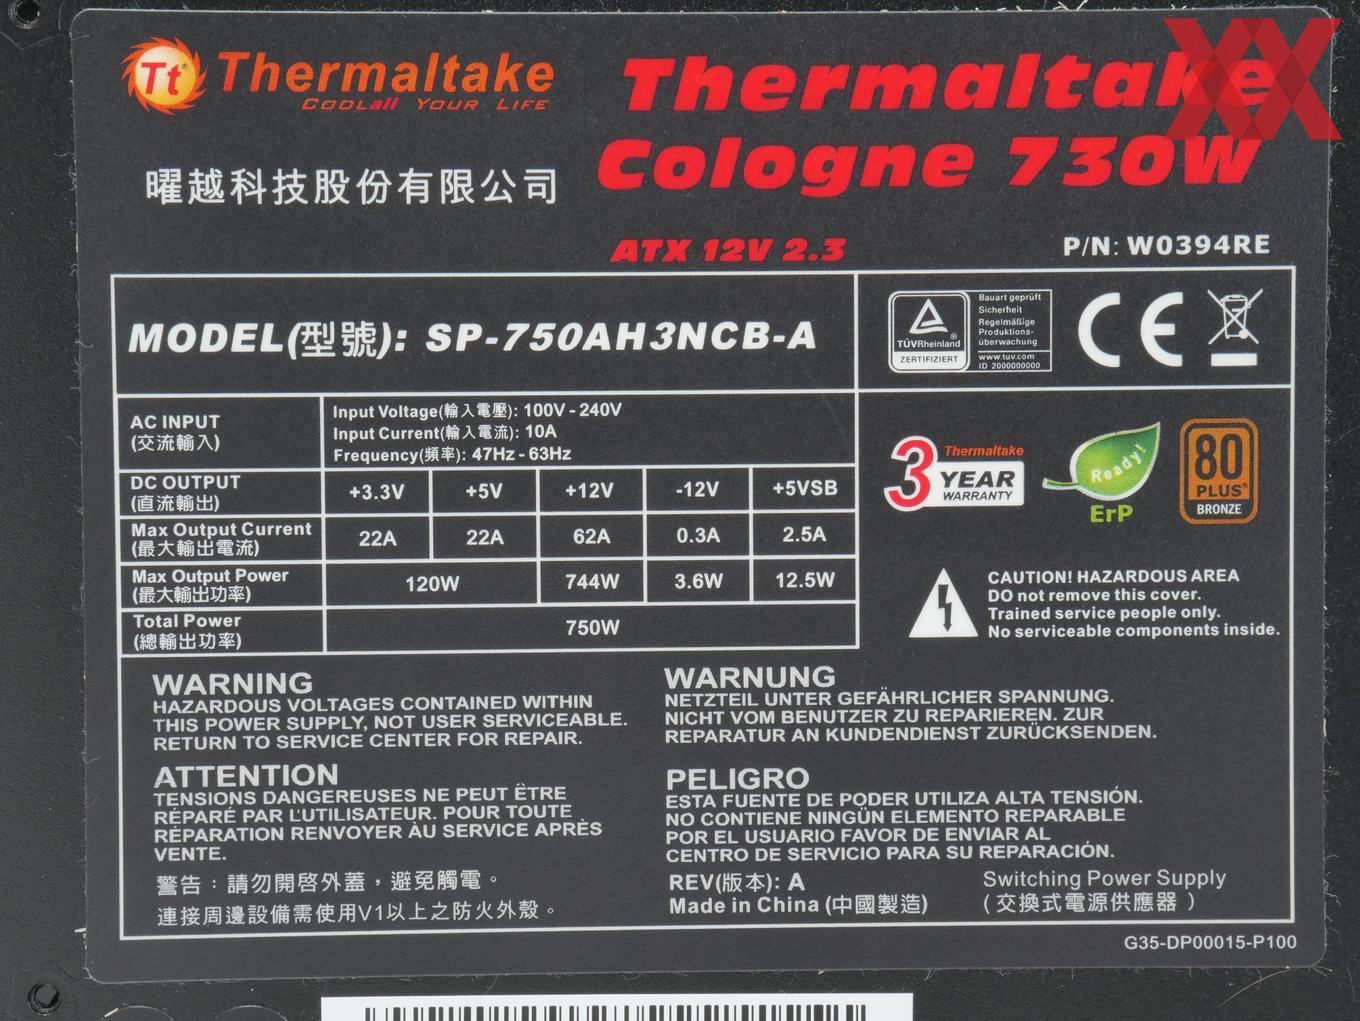 Tt® Thermaltake
COOLall YOUR LIFE
Thermaltake
Cologne 730W
曜越科技股份有限公司
ATX 12V 2.3
P/N: W0394RE
MODEL(型號): SP-750AH3NCB-A
TÜVRheinland®
ZERTIFIZIERT
Bauart geprüft
Sicherheit
Regelmäßige
Produktions-
überwachung
www.tuv.com
ID 2000000000
CE
AC INPUT
(交流輸入)
Input Voltage(輸入電壓): 100V - 240V
Input Current(輸入電流): 10A
Frequency(頻率): 47Hz - 63Hz
DC OUTPUT
(直流輸出)
+3.3V +5V +12V -12V +5VSB
Max Output Current
(最大輸出電流)
22A 22A 62A 0.3A 2.5A
Max Output Power
(最大輸出功率)
120W 744W 3.6W 12.5W
Total Power
(總輸出功率)
750W
Thermaltake
3 YEAR
WARRANTY
Ready!
ErP
80
PLUS®
BRONZE
CAUTION! HAZARDOUS AREA
DO not remove this cover.
Trained service people only.
No serviceable components inside.
WARNING
HAZARDOUS VOLTAGES CONTAINED WITHIN
THIS POWER SUPPLY, NOT USER SERVICEABLE.
RETURN TO SERVICE CENTER FOR REPAIR.
WARNUNG
NETZTEIL UNTER GEFÄHRLICHER SPANNUNG.
NICHT VOM BENUTZER ZU REPARIEREN. ZUR
REPARATUR AN KUNDENDIENST ZURÜCKSENDEN.
ATTENTION
TENSIONS DANGEREUSES NE PEUT ËTRE
RÉPARÉ PAR L'UTILISATEUR. POUR TOUTE
RÉPARATION RENVOYER ÀU SERVICE APRÈS
VENTE.
PELIGRO
ESTA FUENTE DE PODER UTILIZA ALTA TENSIÓN.
NO CONTIENE NINGÚN ELEMENTO REPARABLE
POR EL USUARIO FAVOR DE ENVIAR AL
CENTRO DE SERVICIO PARA SU REPARACIÓN.
警告：請勿開啓外蓋，避免觸電。
連接周邊設備需使用V1以上之防火外殼。
REV(版本): A
Made in China (中國製造)
Switching Power Supply
(交換式電源供應器)
G35-DP00015-P100